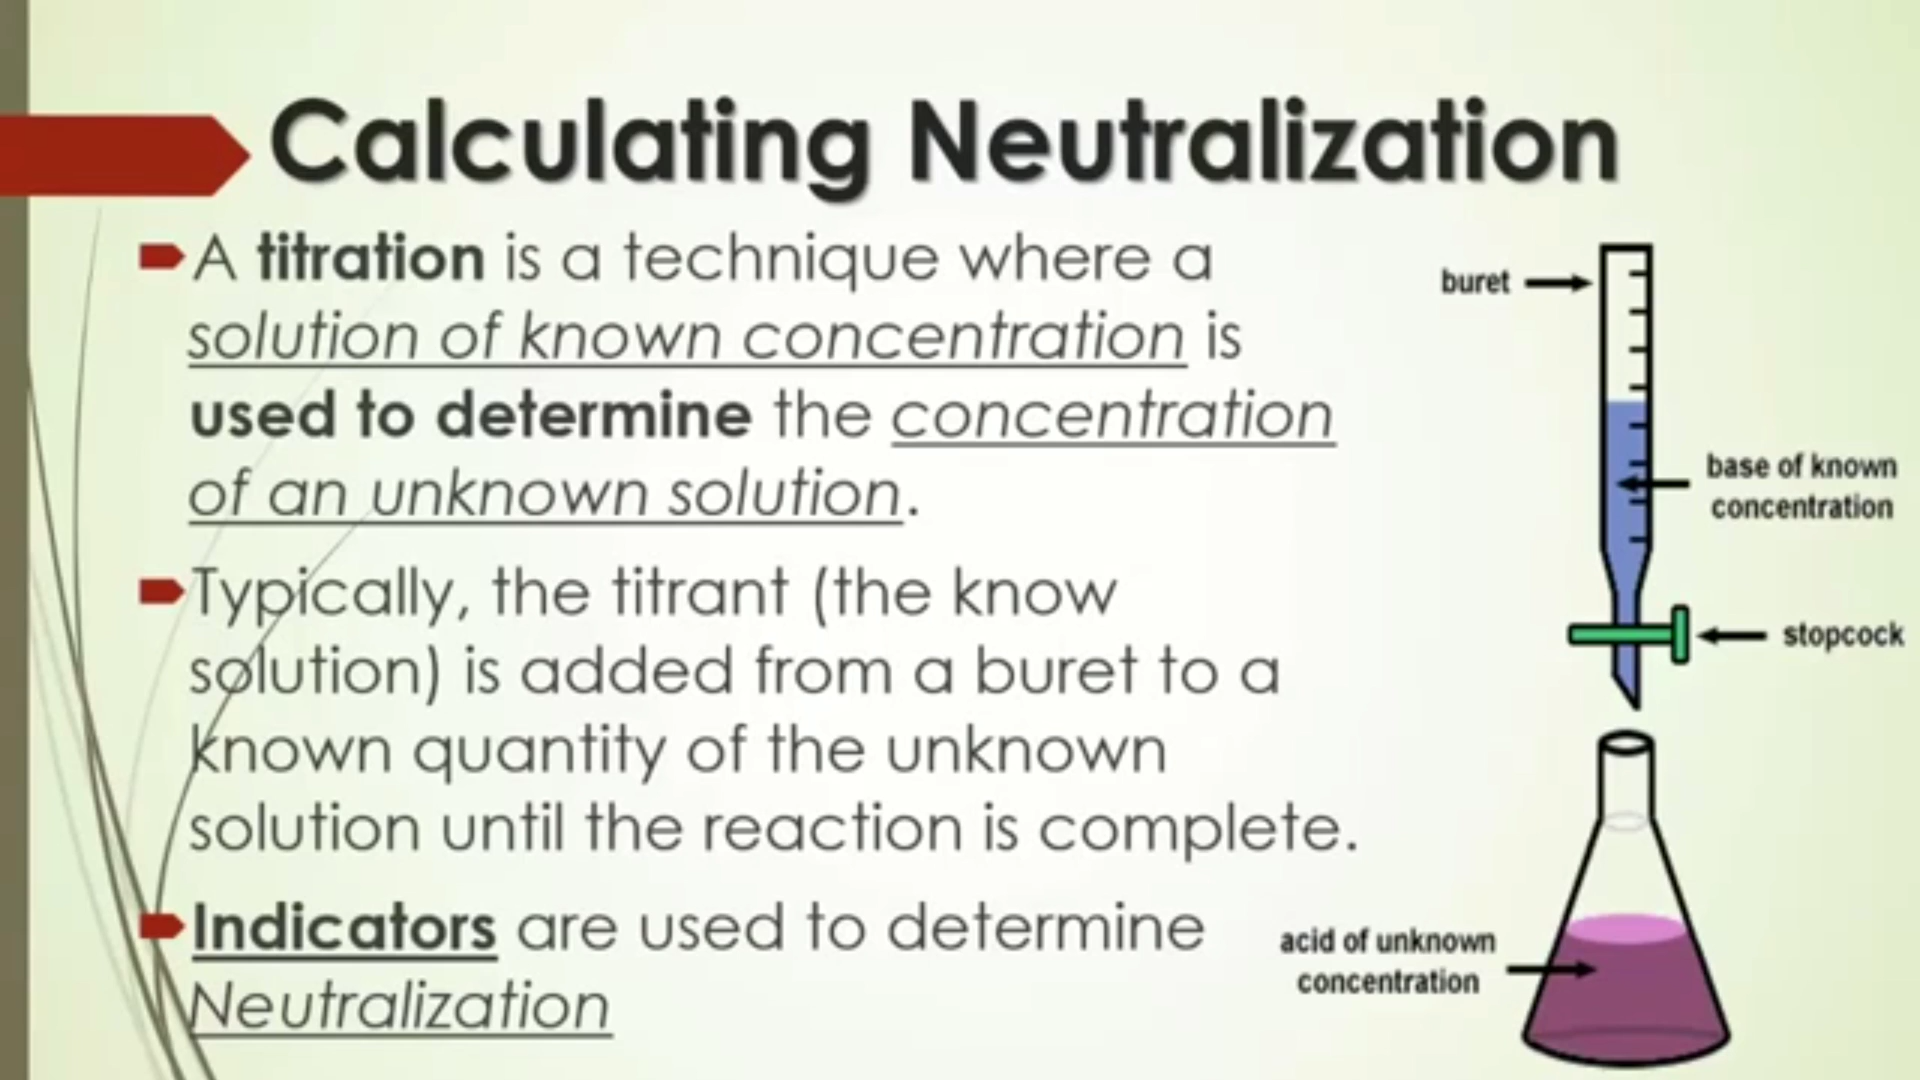 Calculating Neutralization
A titration is a technique where a
solution of known concentration is
used to determine the concentration
of an unknown solution.
Typically, the titrant (the know
solution) is added from a buret to a
known quantity of the unknown
solution until the reaction is complete.
Indicators are used to determine
Neutralization
buret
base of known
concentration
stopcock
acid of unknown
concentration